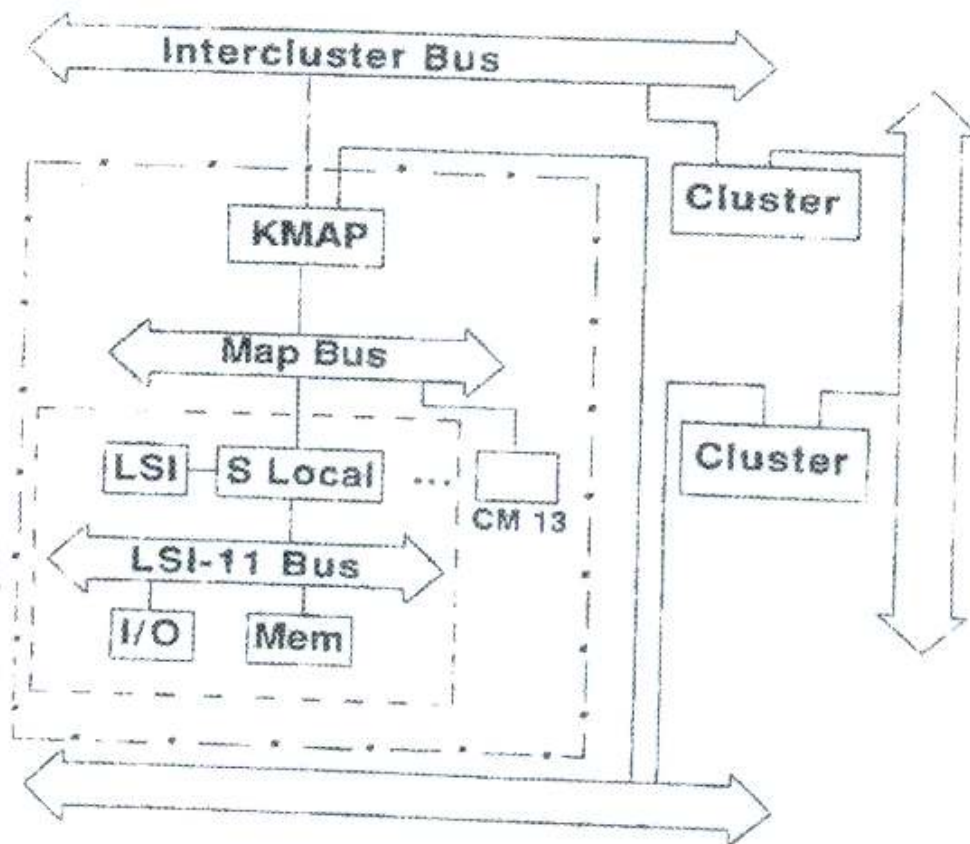 Intercluster Bus
Cluster
KMAP
Map Bus
LSI
S Local
...
Cluster
CM 13
LSI-11 Bus
I/O
Mem